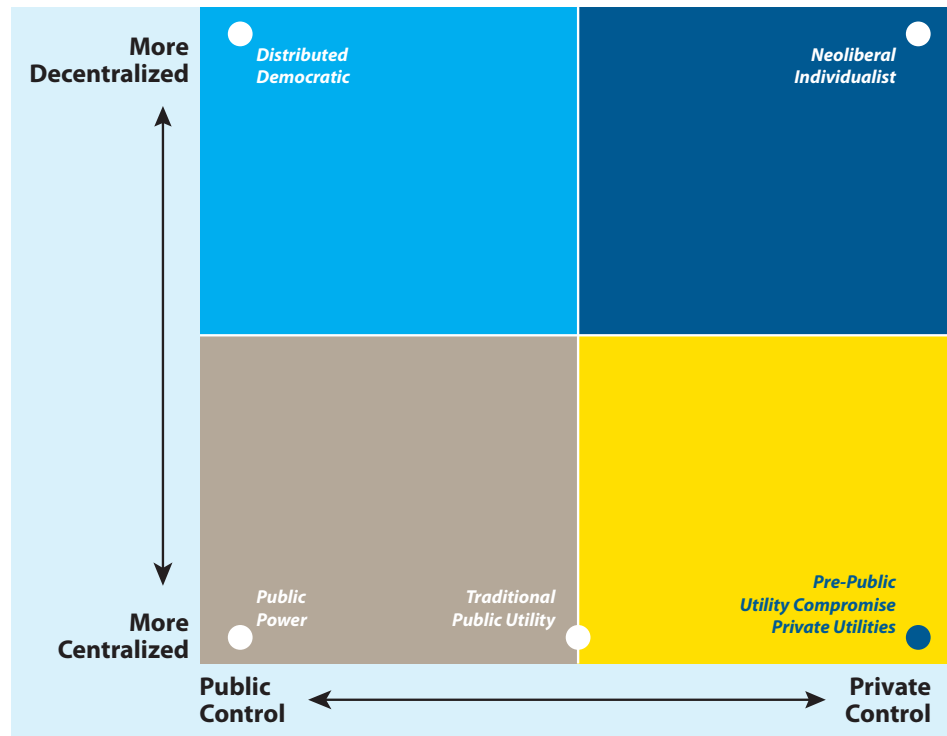 More
Decentralized
Distributed
Democratic
Neoliberal
Individualist
More
Centralized
Public
Power
Traditional
Public Utility
Pre-Public
Utility Compromise
Private Utilities
Public
Control
Private
Control